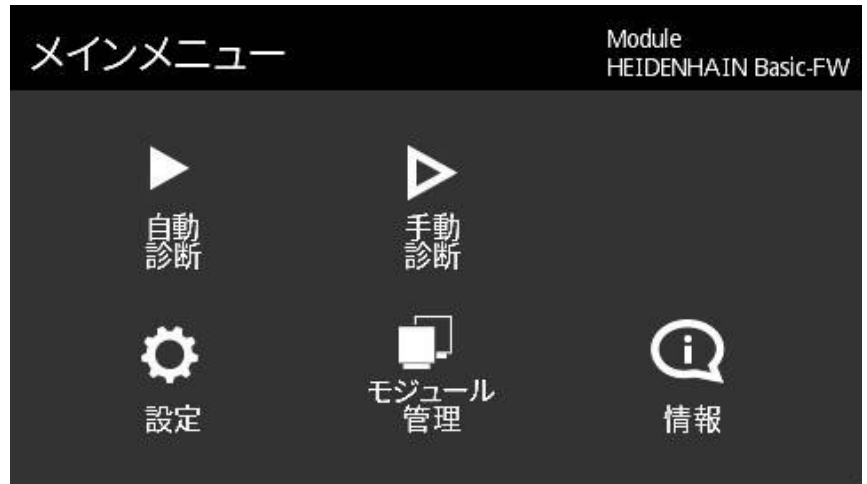 メインメニュー
Module
HEIDENHAIN Basic-FW
自動
診断
手動
診断
設定
モジュール
管理
情報